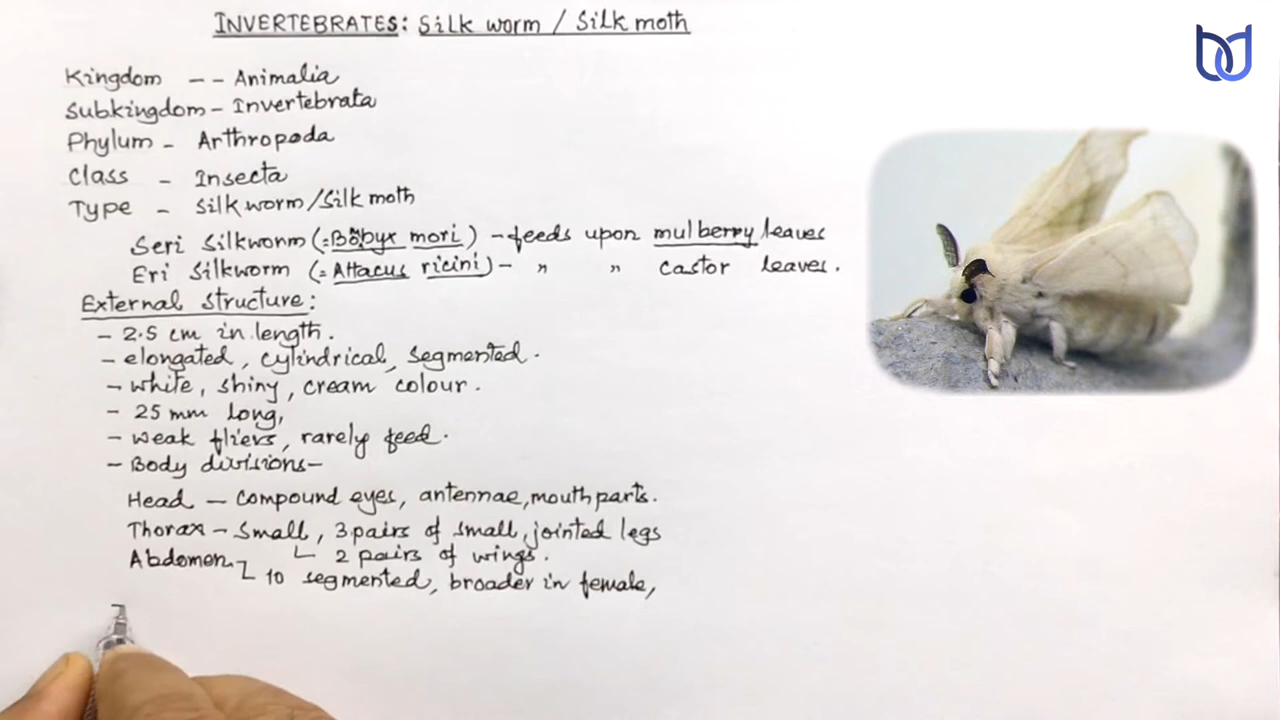 INVERTEBRATES: Silk worm / Silk moth
Kingdom -- Animalia
Subkingdom - Invertebrata
Phylum - Arthropoda
Class - Insecta
Type - Silk worm/Silk moth
Seri Silkworm (=Bobyx mori) - feeds upon mulberry leaves
Eri Silkworm (=Attacus ricini) - " " castor leaves.
External structure:
- 2.5 cm in length.
- elongated, cylindrical, segmented.
- white, shiny, cream colour.
- 25 mm long,
- weak fliers, rarely feed.
- Body divisions-
Head - compound eyes, antennae, mouth parts.
Thorax - small, 3 pairs of small, jointed legs
2 pairs of wings.
Abdomen
10 segmented, broader in female,